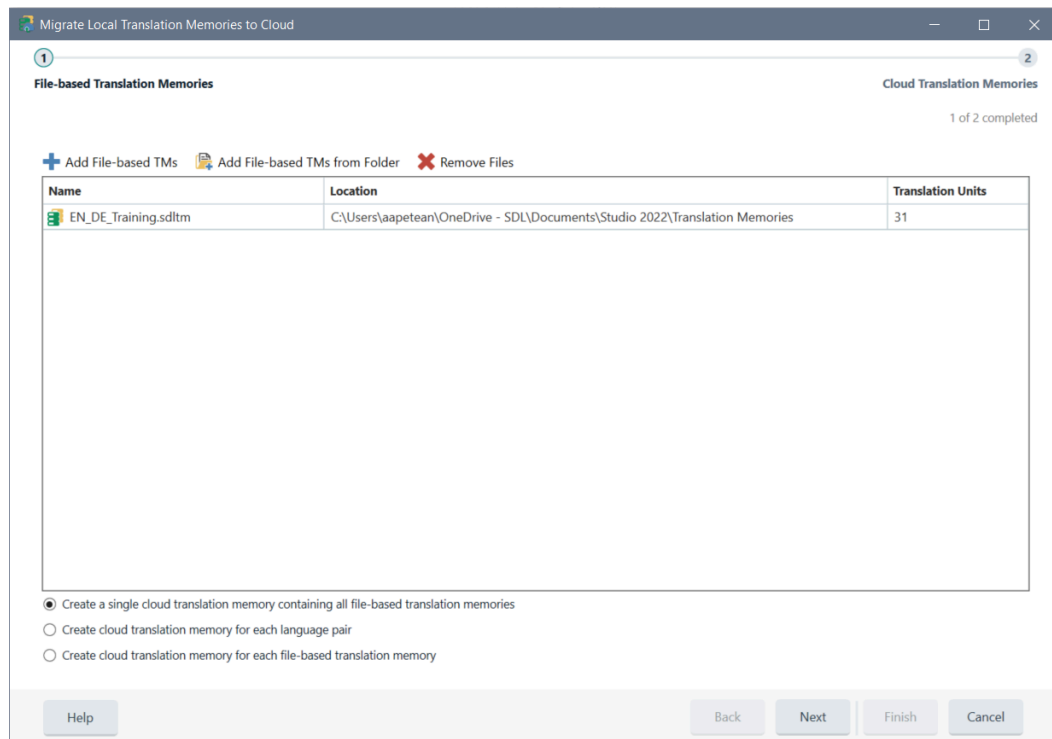 Migrate Local Translation Memories to Cloud
1 2
File-based Translation Memories Cloud Translation Memories
1 of 2 completed
Add File-based TMs Add File-based TMs from Folder Remove Files
Name Location Translation Units
EN_DE_Training.sdltm C:\Users\aapetean\OneDrive - SDL\Documents\Studio 2022\Translation Memories 31
Create a single cloud translation memory containing all file-based translation memories
Create cloud translation memory for each language pair
Create cloud translation memory for each file-based translation memory
Help Back Next Finish Cancel